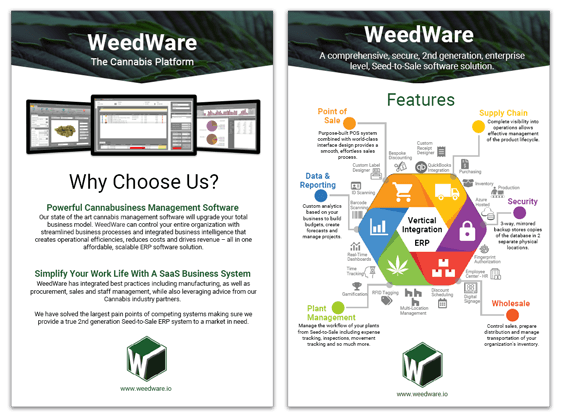 WeedWare
The Cannabis Platform
Why Choose Us?
Powerful Cannabusiness Management Software
Our state of the art cannabis management software will upgrade your total
business model. WeedWare can control your entire organization with
streamlined business processes and integrated business intelligence that
creates operational efficiencies, reduces costs and drives revenue – all in one
affordable, scalable ERP software solution.
Simplify Your Work Life With A SaaS Business System
WeedWare has integrated best practices including manufacturing, as well as
procurement, sales and staff management, while also leveraging advice from our
Cannabis industry partners.
We have solved the largest pain points of competing systems making sure we
provide a true 2nd generation Seed-to-Sale ERP system to a market in need.
W
www.weedware.io
WeedWare
A comprehensive, secure, 2nd generation, enterprise
level, Seed-to-Sale software solution.
Features
Point of
Sale
Purpose-built POS system
combined with world-class
interface design provides a
smooth, effortless sales
process.
Supply Chain
Complete visibility into
operations allows
effective management
of the product lifecycle.
Custom Label
Designer
Bespoke
Discounting
Custom Receipt
Designer
QuickBooks
Integration
Purchasing
Data &
Reporting
Custom analytics
based on your
business to build
budgets, create
forecasts and
manage projects.
ID Scanning
Barcode
Scanning
Real-Time
Dashboards
Time
Tracking
Gamification
RFID Tagging
Multi-Location
Management
Vertical
Integration
ERP
Inventory
Production
Azure
Hosted
Security
3-way, mirrored
backup stores copies
of the database in 2
separate physical
locations.
Fingerprint
Authorization
Employee
Center - HR
Digital
Signage
Discount
Scheduling
Plant
Management
Manage the workflow of your plants
from Seed-to-Sale including expense
tracking, inspections, movement
tracking and so much more.
Wholesale
Control sales, prepare
distribution and manage
transportation of your
organization's inventory.
W
www.weedware.io